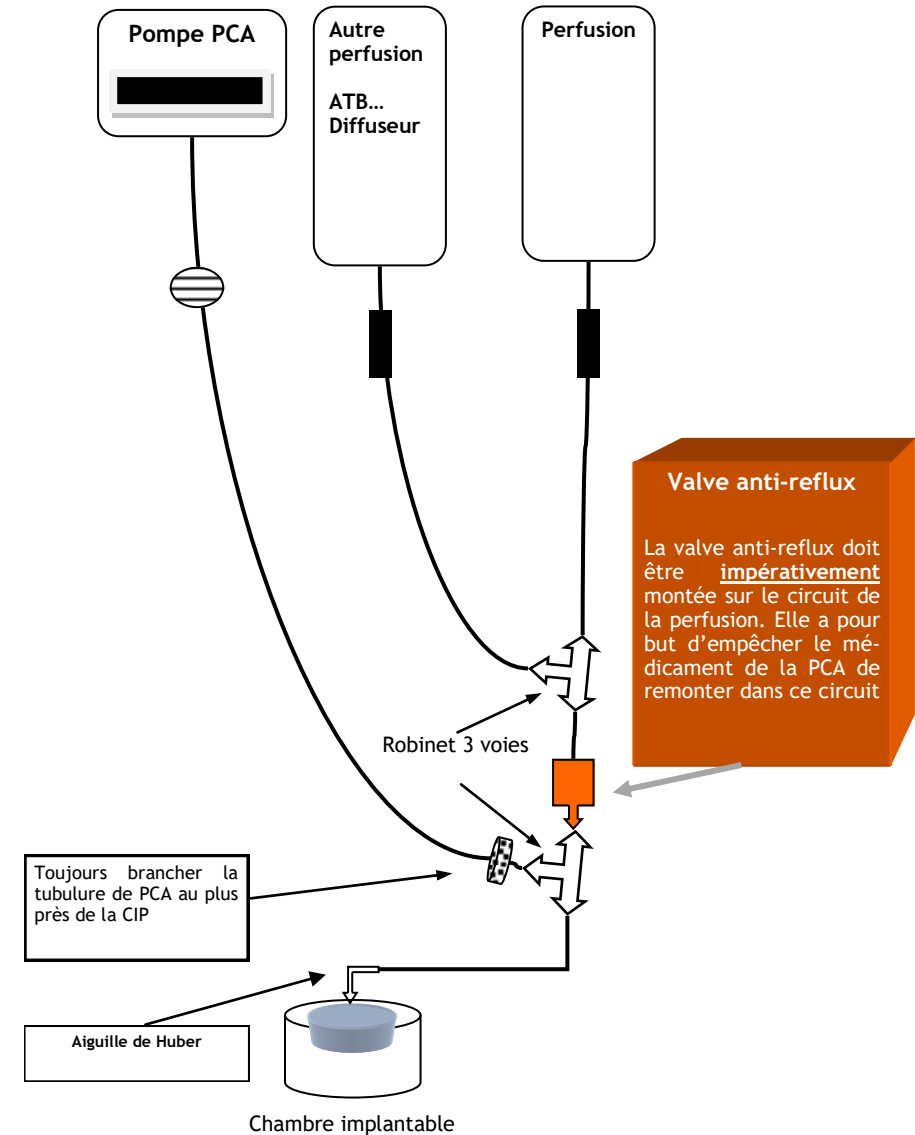 Pompe PCA
Autre
perfusion
ATB…
Diffuseur
Perfusion
Valve anti-reflux
La valve anti-reflux doit
être impérativement
montée sur le circuit de
la perfusion. Elle a pour
but d’empêcher le mé-
dicament de la PCA de
remonter dans ce circuit
Robinet 3 voies
Toujours brancher la
tubulure de PCA au plus
près de la CIP
Aiguille de Huber
Chambre implantable